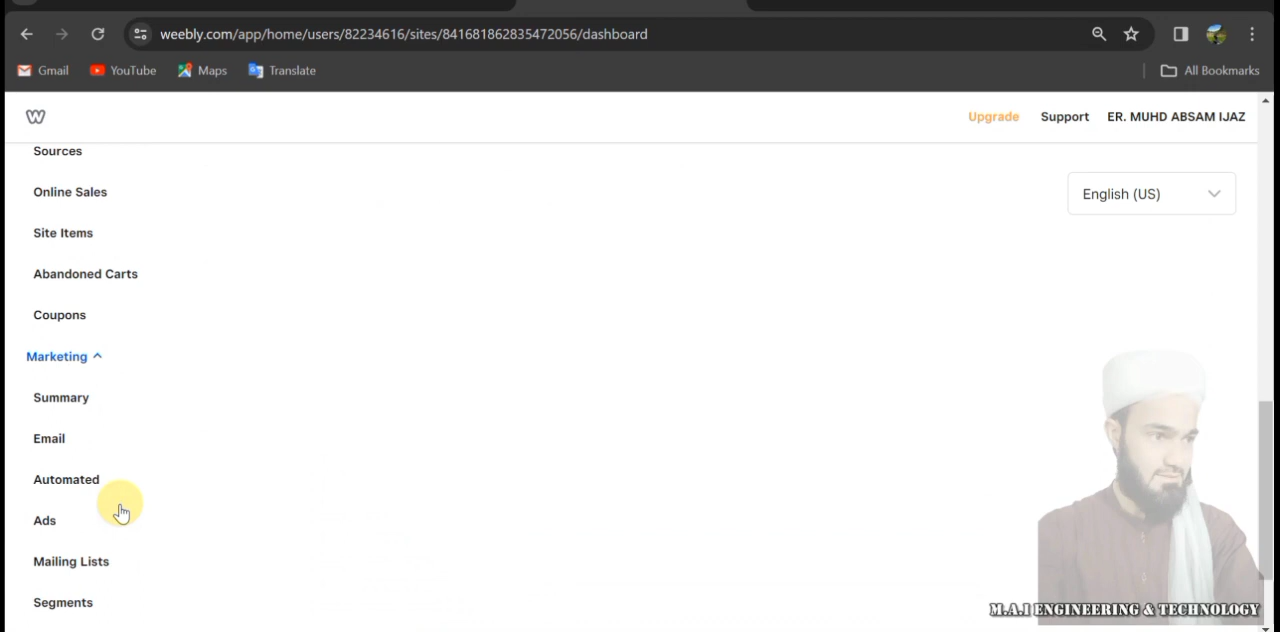 weebly.com/app/home/users/82234616/sites/841681862835472056/dashboard
Gmail YouTube Maps Translate All Bookmarks
Upgrade Support ER. MUHD ABSAM IJAZ
Sources
Online Sales
English (US)
Site Items
Abandoned Carts
Coupons
Marketing
Summary
Email
Automated
Ads
Mailing Lists
Segments
M.A.I ENGINEERING & TECHNOLOGY